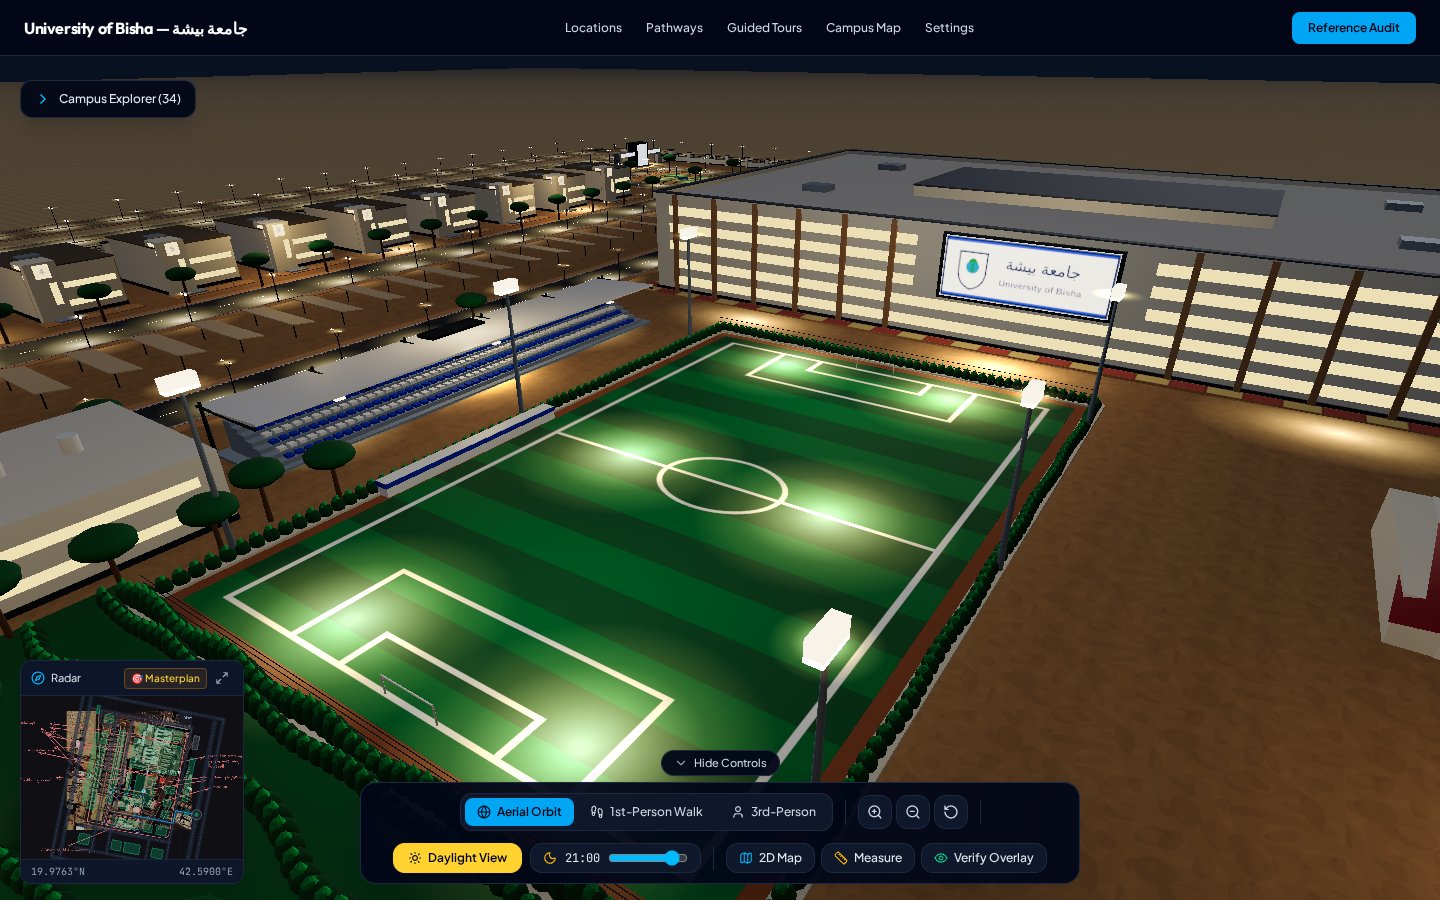 University of Bisha — جامعة بيشة
Locations
Pathways
Guided Tours
Campus Map
Settings
Reference Audit
Campus Explorer (34)
جامعة بيشة
University of Bisha
Radar
🎯 Masterplan
19.9763°N
42.5900°E
Hide Controls
Aerial Orbit
1st-Person Walk
3rd-Person
Daylight View
21:00
2D Map
Measure
Verify Overlay